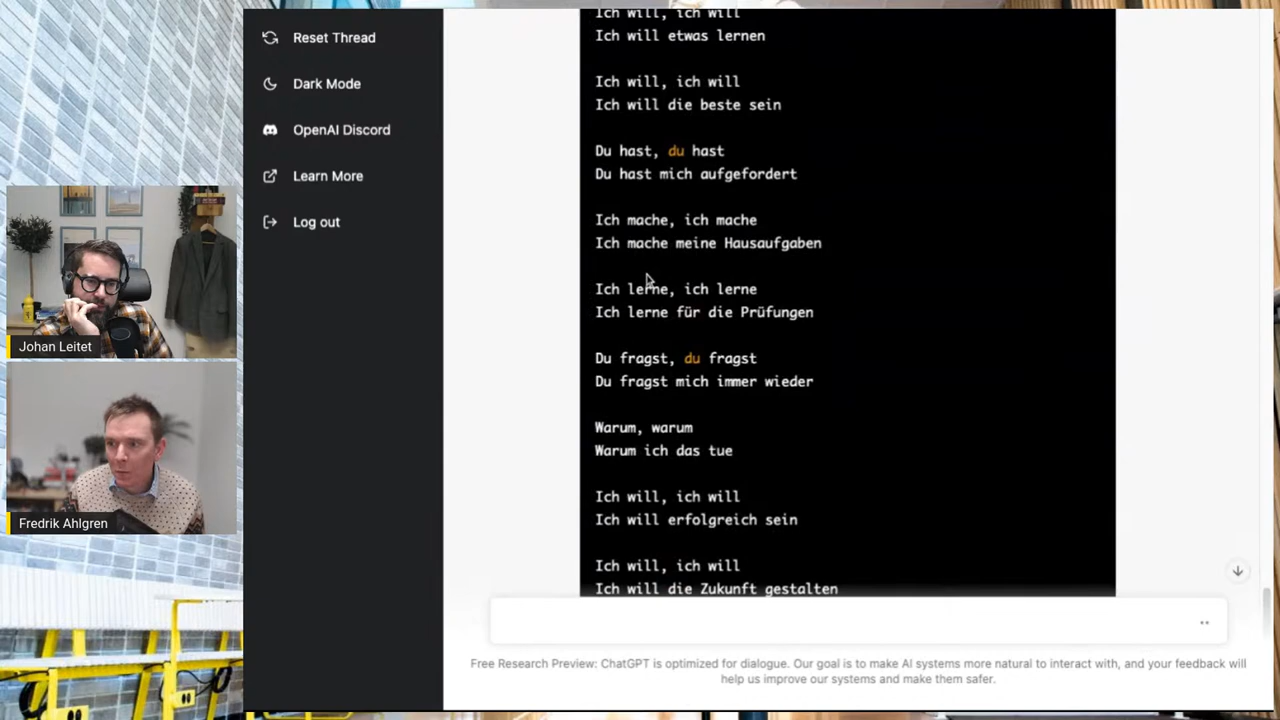 Reset Thread
Dark Mode
OpenAI Discord
Learn More
Log out
Johan Leitet
Fredrik Ahlgren
Ich will, ich will
Ich will etwas lernen
Ich will, ich will
Ich will die beste sein
Du hast, du hast
Du hast mich aufgefordert
Ich mache, ich mache
Ich mache meine Hausaufgaben
Ich lerne, ich lerne
Ich lerne für die Prüfungen
Du fragst, du fragst
Du fragst mich immer wieder
Warum, warum
Warum ich das tue
Ich will, ich will
Ich will erfolgreich sein
Ich will, ich will
Ich will die Zukunft gestalten
Free Research Preview: ChatGPT is optimized for dialogue. Our goal is to make AI systems more natural to interact with, and your feedback will
help us improve our systems and make them safer.